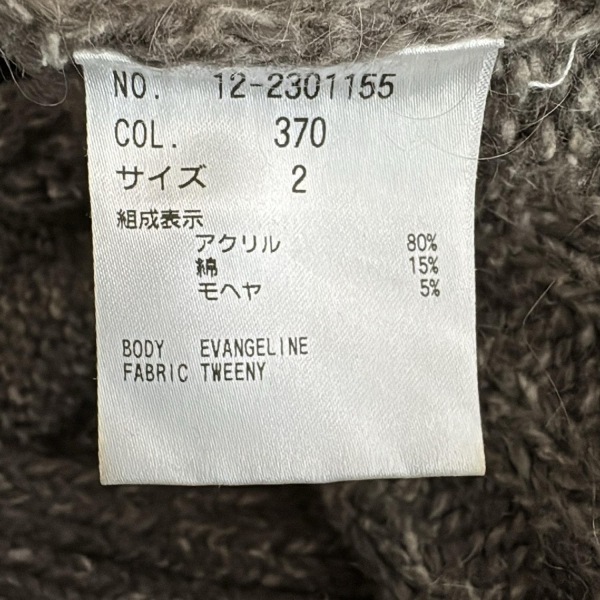 NO. 12-2301155
COL. 370
サイズ 2
組成表示
アクリル 80%
綿 15%
モヘヤ 5%
BODY EVANGELINE
FABRIC TWEENY